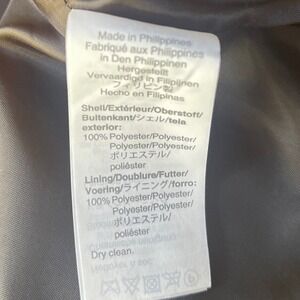 Made in Philippines
Fabriqué aux Philippines
In Den Philippinen
Hergestellt
Vervaardigd in Filipijnen
フィリピン製
Hecho en Filipinas
Shell/Extérieur/Oberstoff/
Buitenkant/シェル/tela
exterior:
100% Polyester/Polyester/
Polyester/Polyester/
ポリエステル/
poliéster
Lining/Doublure/Futter/
Voering/ライニング/forro:
100% Polyester/Polyester/
Polyester/Polyester/
ポリエステル/
poliéster
Dry clean.